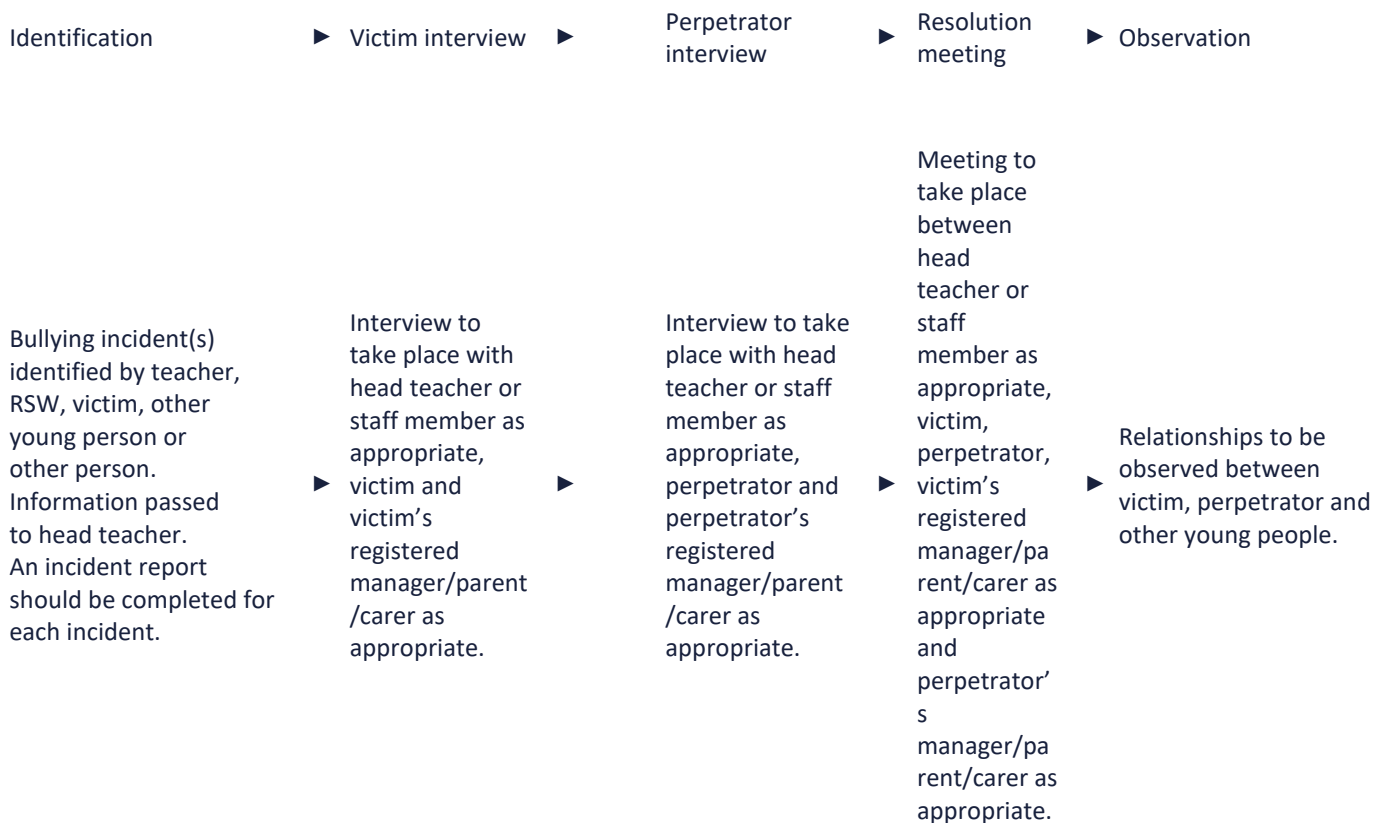 Identification ► Victim interview ► Perpetrator interview ► Resolution meeting ► Observation
Bullying incident(s)
identified by teacher,
RSW, victim, other
young person or
other person.
Information passed
to head teacher.
An incident report
should be completed for
each incident.
►
Interview to
take place with
head teacher or
staff member as
appropriate,
victim and
victim’s
registered
manager/parent
/carer as
appropriate.
►
Interview to take
place with head
teacher or staff
member as
appropriate,
perpetrator and
perpetrator’s
registered
manager/parent
/carer as
appropriate.
►
Meeting to
take place
between
head
teacher or
staff
member as
appropriate,
victim,
perpetrator,
victim’s
registered
manager/pa
rent/carer as
appropriate
and
perpetrator’
s
manager/pa
rent/carer as
appropriate.
►
Relationships to be
observed between
victim, perpetrator and
other young people.